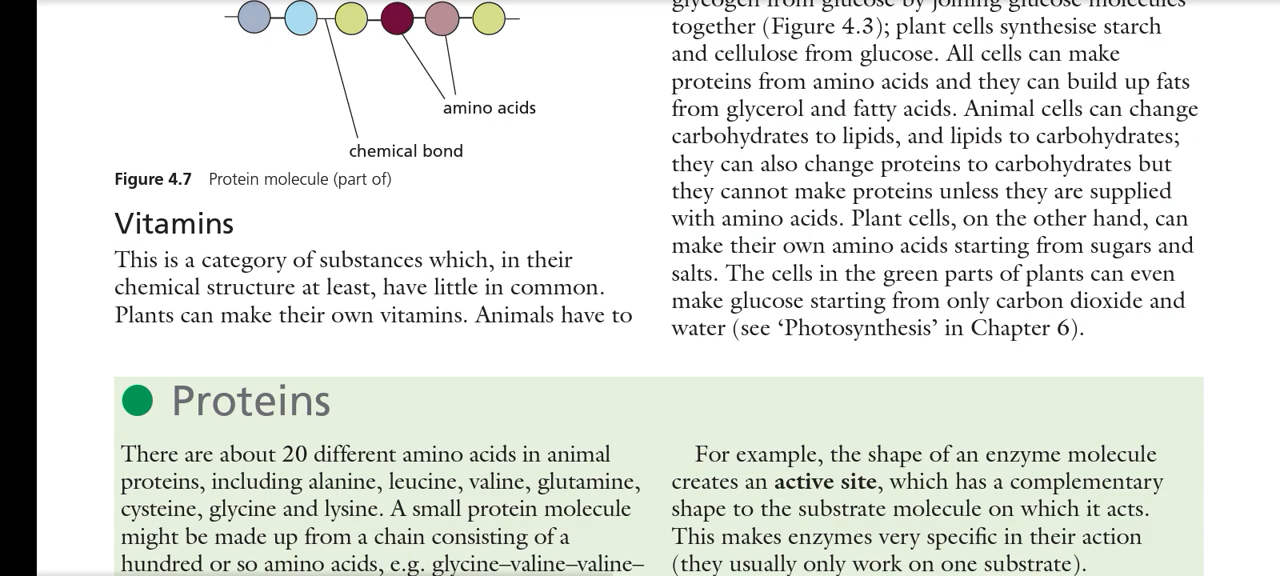 amino acids
chemical bond
Figure 4.7 Protein molecule (part of)
Vitamins
This is a category of substances which, in their
chemical structure at least, have little in common.
Plants can make their own vitamins. Animals have to
glycogen from glucose by joining glucose molecules
together (Figure 4.3); plant cells synthesise starch
and cellulose from glucose. All cells can make
proteins from amino acids and they can build up fats
from glycerol and fatty acids. Animal cells can change
carbohydrates to lipids, and lipids to carbohydrates;
they can also change proteins to carbohydrates but
they cannot make proteins unless they are supplied
with amino acids. Plant cells, on the other hand, can
make their own amino acids starting from sugars and
salts. The cells in the green parts of plants can even
make glucose starting from only carbon dioxide and
water (see ‘Photosynthesis’ in Chapter 6).
Proteins
There are about 20 different amino acids in animal
proteins, including alanine, leucine, valine, glutamine,
cysteine, glycine and lysine. A small protein molecule
might be made up from a chain consisting of a
hundred or so amino acids, e.g. glycine–valine–valine–
For example, the shape of an enzyme molecule
creates an active site, which has a complementary
shape to the substrate molecule on which it acts.
This makes enzymes very specific in their action
(they usually only work on one substrate).